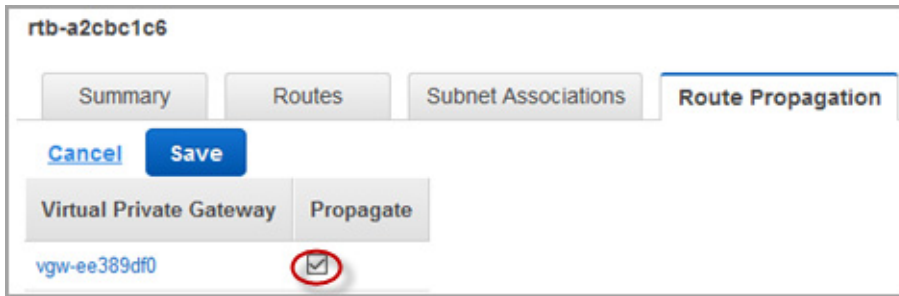 rtb-a2cbc1c6
Summary Routes Subnet Associations Route Propagation
Cancel Save
Virtual Private Gateway Propagate
vgw-ee389df0